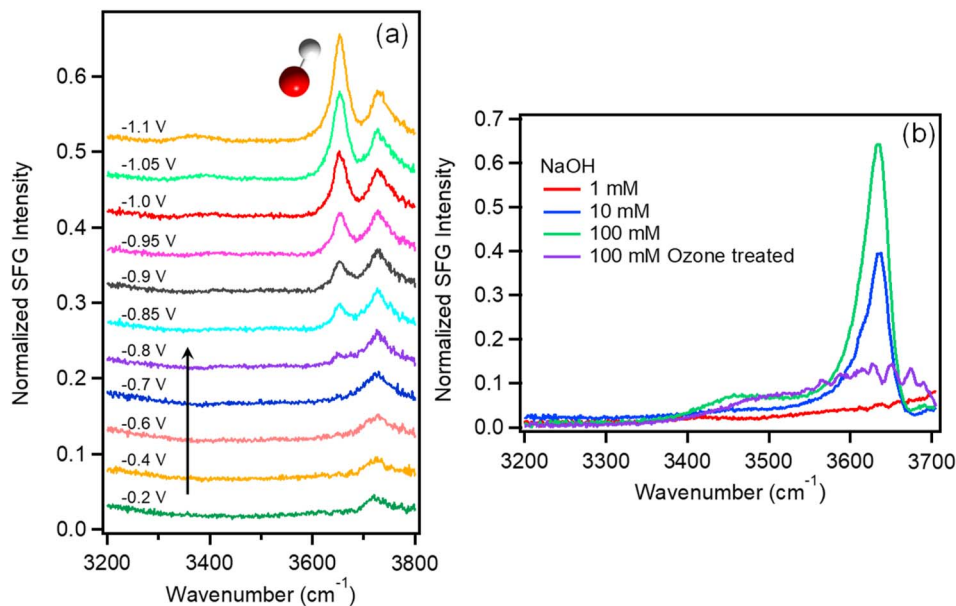 (a)
Normalized SFG Intensity
0.6
0.5
0.4
0.3
0.2
0.1
0.0
-1.1 V
-1.05 V
-1.0 V
-0.95 V
-0.9 V
-0.85 V
-0.8 V
-0.7 V
-0.6 V
-0.4 V
-0.2 V
3200
3400
3600
3800
Wavenumber (cm⁻¹)
(b)
Normalized SFG Intensity
0.7
0.6
0.5
0.4
0.3
0.2
0.1
0.0
NaOH
1 mM
10 mM
100 mM
100 mM Ozone treated
3200
3300
3400
3500
3600
3700
Wavenumber (cm⁻¹)